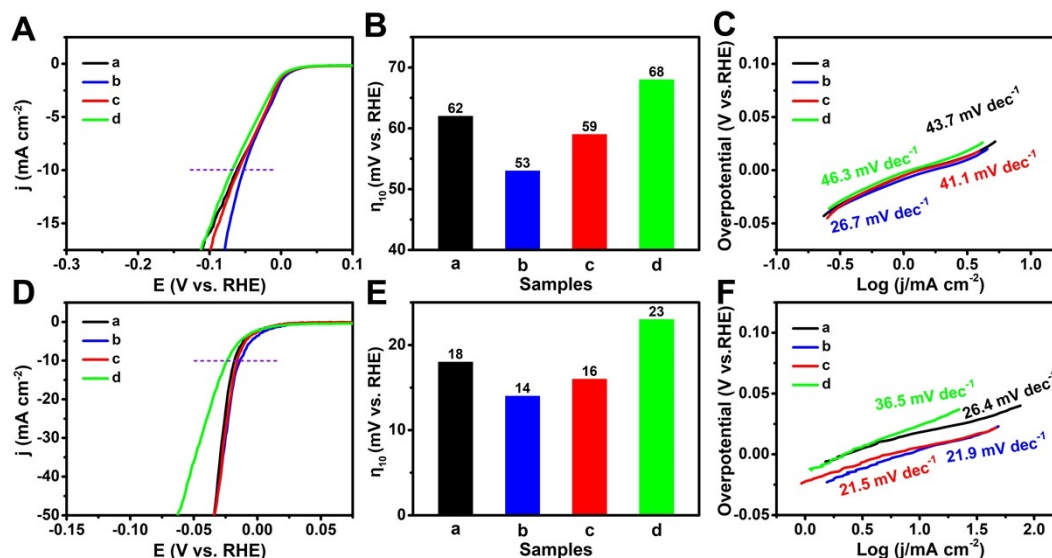 A
a
b
c
d
0
-5
-10
-15
j (mA cm-2)
-0.3
-0.2
-0.1
0.0
0.1
E (V vs. RHE)
B
80
70
60
50
40
η10 (mV vs. RHE)
62
53
59
68
a
b
c
d
Samples
C
a
b
c
d
0.10
0.05
0.00
-0.05
Overpotential (V vs.RHE)
43.7 mV dec-1
46.3 mV dec-1
41.1 mV dec-1
26.7 mV dec-1
-1.0
-0.5
0.0
0.5
1.0
Log (j/mA cm-2)
D
a
b
c
d
0
-10
-20
-30
-40
-50
j (mA cm-2)
-0.15
-0.10
-0.05
0.00
0.05
E (V vs. RHE)
E
20
10
0
η10 (mV vs. RHE)
18
14
16
23
a
b
c
d
Samples
F
a
b
c
d
0.10
0.05
0.00
-0.05
Overpotential (V vs.RHE)
36.5 mV dec-1
26.4 mV dec-1
21.9 mV dec-1
21.5 mV dec-1
0.0
0.5
1.0
1.5
2.0
Log (j/mA cm-2)